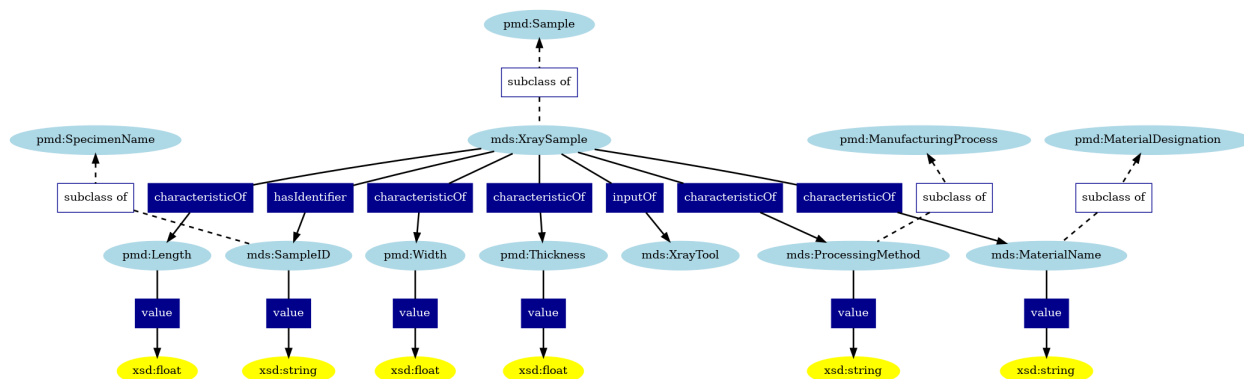 pmd:Sample
subclass of
pmd:SpecimenName
mds:XraySample
pmd:ManufacturingProcess
pmd:MaterialDesignation
subclass of
characteristicOf
hasIdentifier
characteristicOf
characteristicOf
inputOf
characteristicOf
characteristicOf
subclass of
subclass of
pmd:Length
mds:SampleID
pmd:Width
pmd:Thickness
mds:XrayTool
mds:ProcessingMethod
mds:MaterialName
value
value
value
value
value
value
xsd:float
xsd:string
xsd:float
xsd:float
xsd:string
xsd:string